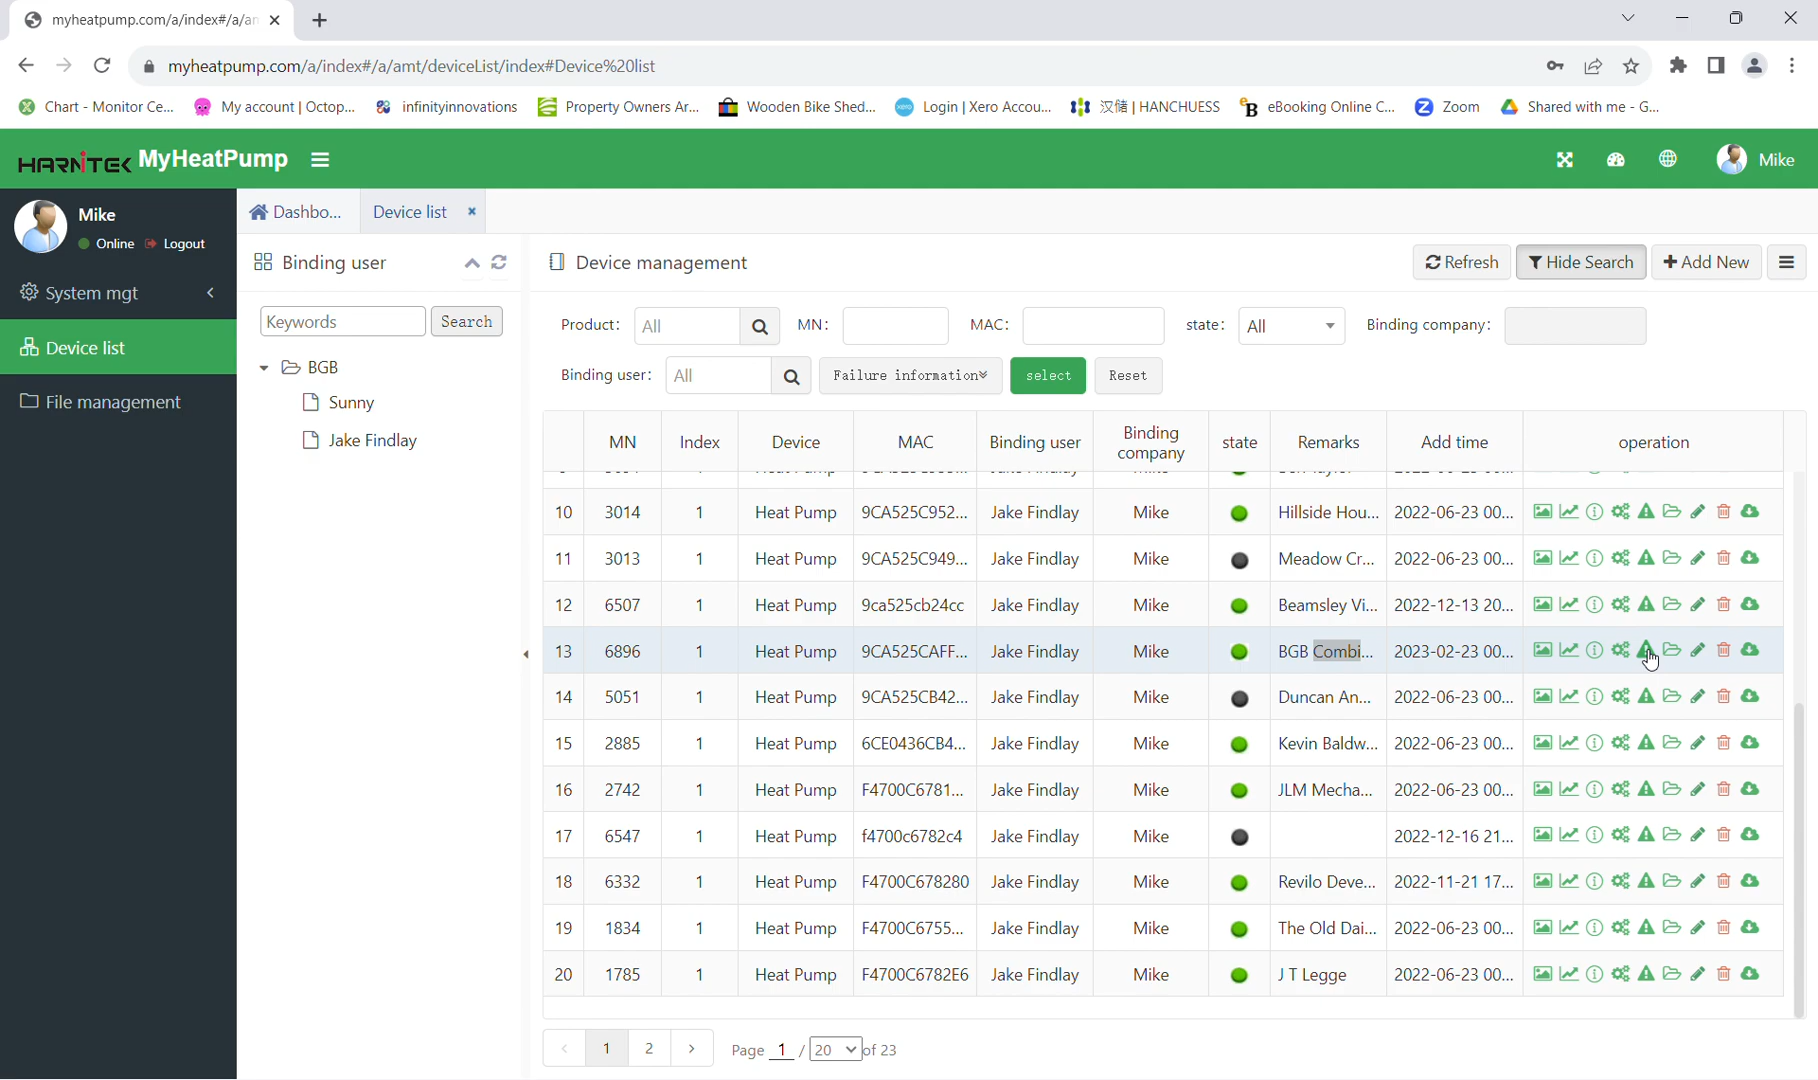 myheatpump.com/a/index#/a/an
myheatpump.com/a/index#/a/amt/deviceList/index#Device%20list
Chart - Monitor Ce...
My account | Octop...
infinityinnovations
Property Owners Ar...
Wooden Bike Shed...
Login | Xero Accou...
汉储 | HANCHUESS
eBooking Online C...
Zoom
Shared with me - G...
HARNITEK MyHeatPump
Mike
Mike
Online Logout
System mgt
Device list
File management
Dashbo...
Device list
Binding user
Keywords Search
BGB
Sunny
Jake Findlay
Device management
Refresh Hide Search Add New
Product: All MN: MAC: state: All Binding company:
Binding user: All Failure information select Reset
MN Index Device MAC Binding user Binding company state Remarks Add time operation
10 3014 1 Heat Pump 9CA525C952... Jake Findlay Mike Hillside Hou... 2022-06-23 00...
11 3013 1 Heat Pump 9CA525C949... Jake Findlay Mike Meadow Cr... 2022-06-23 00...
12 6507 1 Heat Pump 9ca525cb24cc Jake Findlay Mike Beamsley Vi... 2022-12-13 20...
13 6896 1 Heat Pump 9CA525CAFF... Jake Findlay Mike BGB Combi... 2023-02-23 00...
14 5051 1 Heat Pump 9CA525CB42... Jake Findlay Mike Duncan An... 2022-06-23 00...
15 2885 1 Heat Pump 6CE0436CB4... Jake Findlay Mike Kevin Baldw... 2022-06-23 00...
16 2742 1 Heat Pump F4700C6781... Jake Findlay Mike JLM Mecha... 2022-06-23 00...
17 6547 1 Heat Pump f4700c6782c4 Jake Findlay Mike 2022-12-16 21...
18 6332 1 Heat Pump F4700C678280 Jake Findlay Mike Revilo Deve... 2022-11-21 17...
19 1834 1 Heat Pump F4700C6755... Jake Findlay Mike The Old Dai... 2022-06-23 00...
20 1785 1 Heat Pump F4700C6782E6 Jake Findlay Mike J T Legge 2022-06-23 00...
< 1 2 > Page 1 / 20 of 23